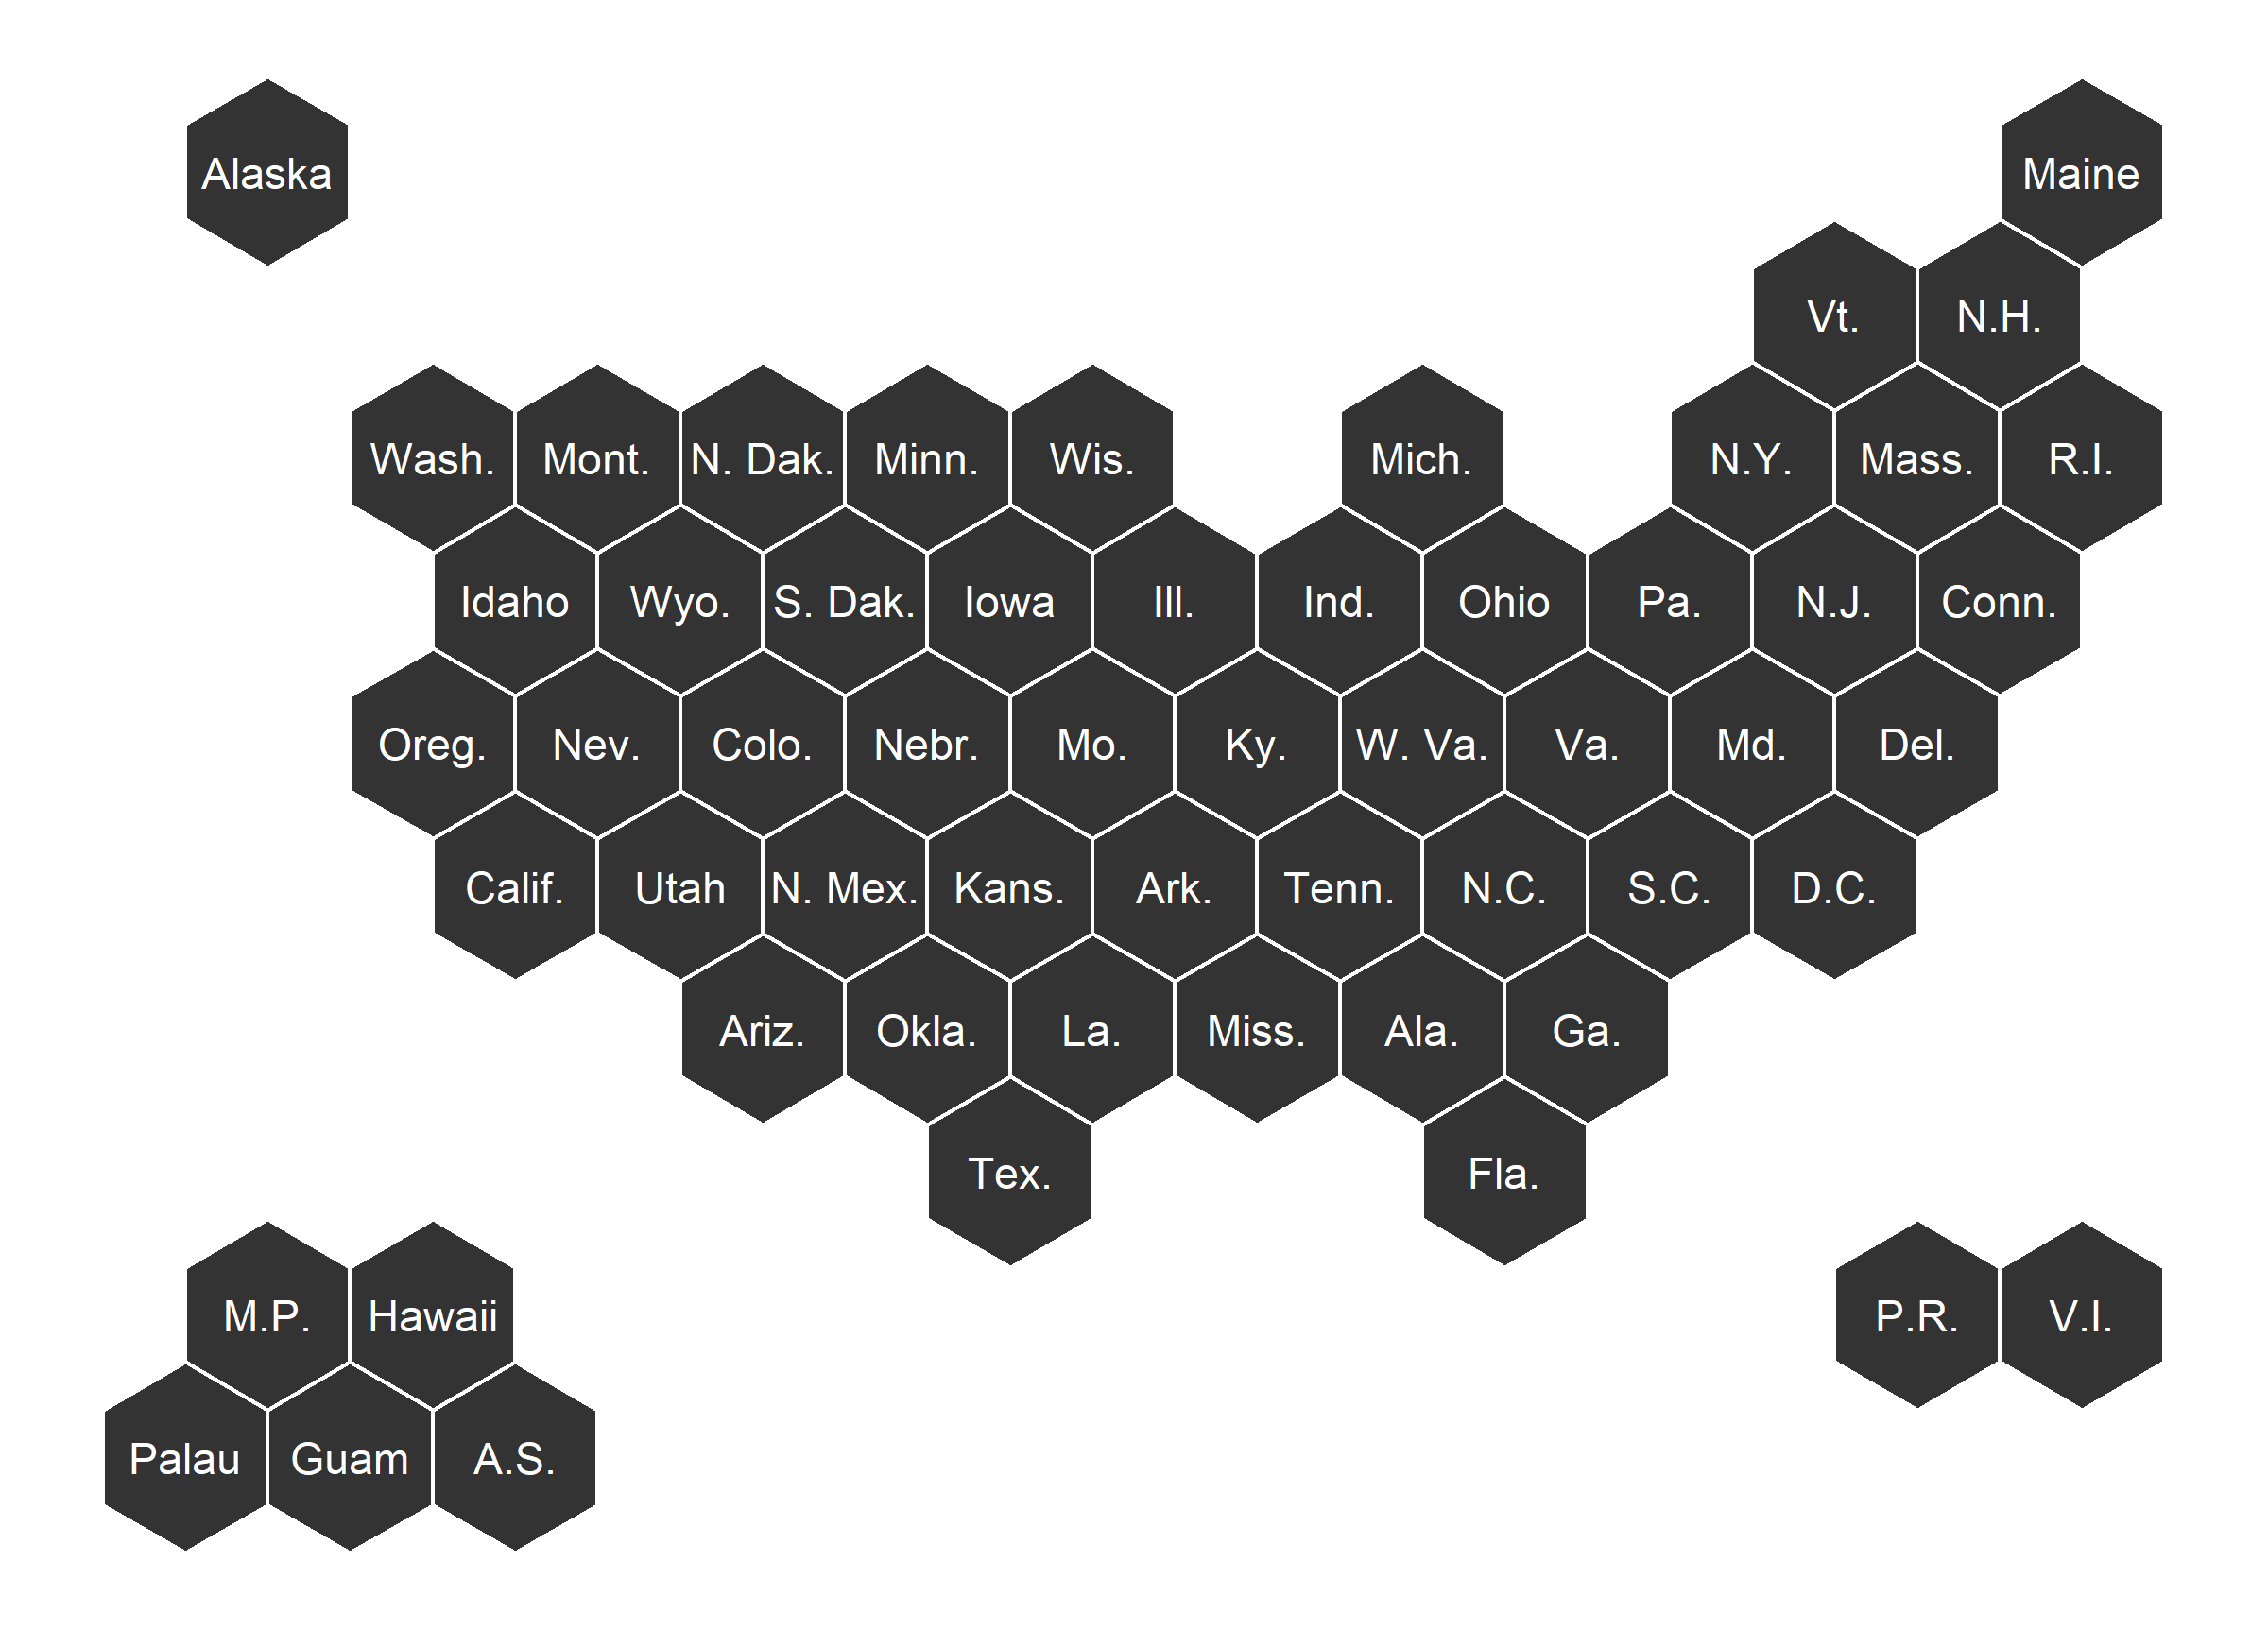 Alaska
Maine
Vt.
N.H.
Wash.
Mont.
N. Dak.
Minn.
Wis.
Mich.
N.Y.
Mass.
R.I.
Idaho
Wyo.
S. Dak.
Iowa
Ill.
Ind.
Ohio
Pa.
N.J.
Conn.
Oreg.
Nev.
Colo.
Nebr.
Mo.
Ky.
W. Va.
Va.
Md.
Del.
Calif.
Utah
N. Mex.
Kans.
Ark.
Tenn.
N.C.
S.C.
D.C.
Ariz.
Okla.
La.
Miss.
Ala.
Ga.
Tex.
Fla.
M.P.
Hawaii
P.R.
V.I.
Palau
Guam
A.S.